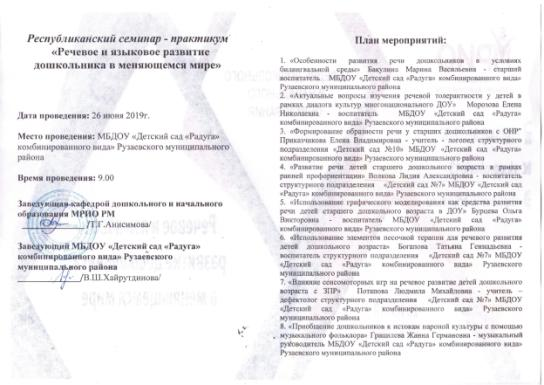 Республиканский семинар - практикум
«Речевое и языковое развитие
дошкольника в меняющемся мире»
Дата проведения: 26 июня 2019г.
Место проведения: МБДОУ «Детский сад «Радуга»
комбинированного вида» Рузаевского муниципального
района
Время проведения: 9.00
Заведующая кафедрой дошкольного и начального
образования МРИО РМ
/Т.Г.Анисимова/
Заведующий МБДОУ «Детский сад «Радуга»
комбинированного вида» Рузаевского
муниципального района
/В.Ш.Хайрутдинова/
План мероприятий:
1. «Особенности развития речи дошкольников в условиях
билингвальной среды» Бакулина Марина Васильевна - старший
воспитатель МБДОУ «Детский сад «Радуга» комбинированного вида»
Рузаевского муниципального района
2. «Актуальные вопросы изучения речевой толерантности у детей в
рамках диалога культур многонационального ДОУ» Морозова Елена
Николаевна - воспитатель МБДОУ «Детский сад «Радуга»
комбинированного вида» Рузаевского муниципального района
3. «Формирование образности речи у старших дошкольников с ОНР"
Приказчикова Елена Владимировна - учитель - логопед структурного
подразделения «Детский сад №10» МБДОУ «Детский сад «Радуга»
комбинированного вида» Рузаевского муниципального района
4. «Развитие речи детей старшего дошкольного возраста в рамках
ранней профориентации» Волкова Лидия Александровна - воспитатель
структурного подразделения «Детский сад №7» МБДОУ «Детский сад
«Радуга» комбинированного вида» Рузаевского муниципального района
5. «Использование графического моделирования как средства развития
речи детей старшего дошкольного возраста в ДОУ» Бурцева Ольга
Викторовна - воспитатель МБДОУ «Детский сад «Радуга»
комбинированного вида» Рузаевского муниципального района
6. «Использование элементов песочной терапии для речевого развития
детей дошкольного возраста» Богапова Татьяна Геннадьевна -
воспитатель структурного подразделения «Детский сад №7» МБДОУ
«Детский сад «Радуга» комбинированного вида» Рузаевского
муниципального района
7. «Влияние сенсомоторных игр на речевое развитие детей дошкольного
возраста с ЗПР» Потапова Людмила Михайловна - учитель –
дефектолог структурного подразделения «Детский сад №7» МБДОУ
«Детский сад «Радуга» комбинированного вида» Рузаевского
муниципального района
8. «Приобщение дошкольников к истокам народной культуры с помощью
музыкального фольклора» Грацилева Жанна Германовна - музыкальный
руководитель МБДОУ «Детский сад «Радуга» комбинированного вида»
Рузаевского муниципального района